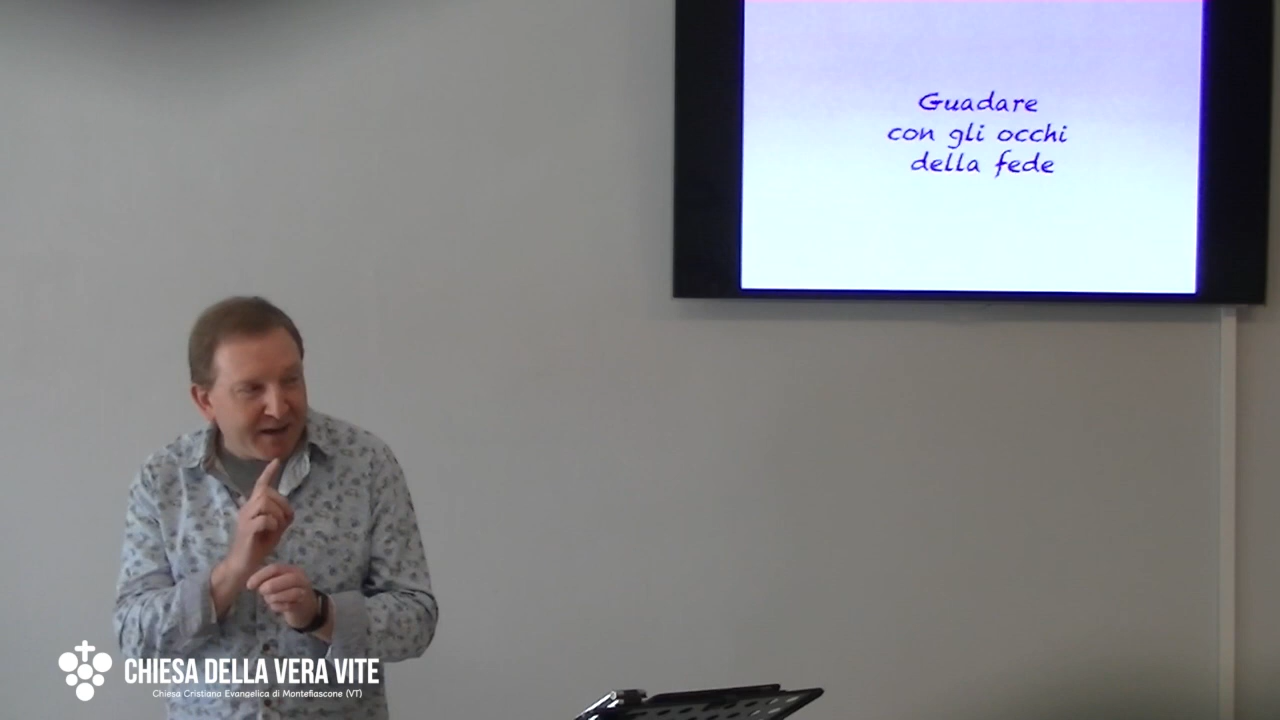 Guadare
con gli occhi
della fede
CHIESA DELLA VERA VITE
Chiesa Cristiana Evangelica di Montefiascone (VT)